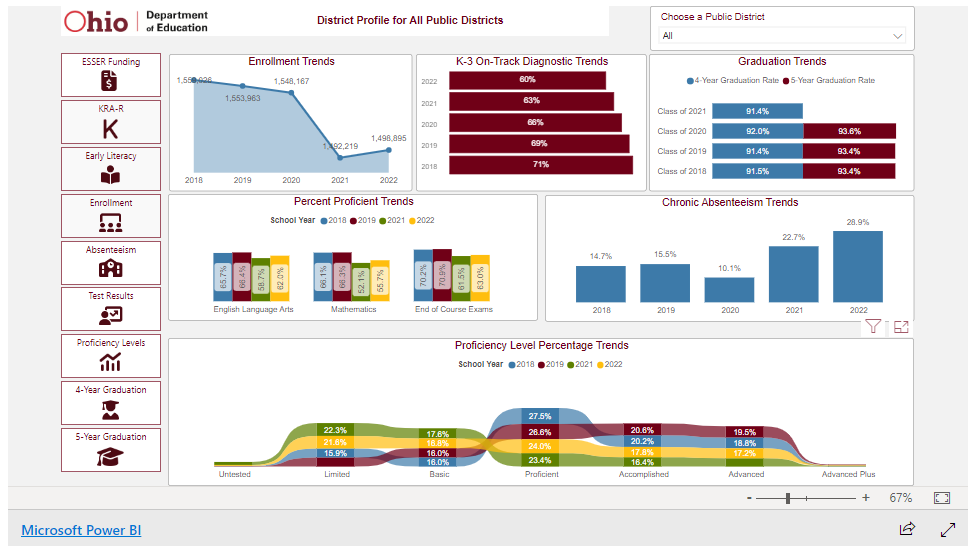 Ohio
Department
of Education
District Profile for All Public Districts
Choose a Public District
All
ESSER Funding
KRA-R
K
Early Literacy
Enrollment
Absenteeism
Test Results
Proficiency Levels
4-Year Graduation
5-Year Graduation
Enrollment Trends
1,548,167
1,553,963
1,492,219
1,498,895
2018 2019 2020 2021 2022
K-3 On-Track Diagnostic Trends
2022 60%
2021 63%
2020 66%
2019 69%
2018 71%
Graduation Trends
4-Year Graduation Rate 5-Year Graduation Rate
Class of 2021 91.4%
Class of 2020 92.0% 93.6%
Class of 2019 91.4% 93.4%
Class of 2018 91.5% 93.4%
Percent Proficient Trends
School Year 2018 2019 2021 2022
65.7% 66.4% 58.7% 62.0% 66.1% 66.3% 52.1% 55.7% 70.2% 70.9% 61.5% 63.0%
English Language Arts Mathematics End of Course Exams
Chronic Absenteeism Trends
14.7% 15.5% 10.1% 22.7% 28.9%
2018 2019 2020 2021 2022
Proficiency Level Percentage Trends
School Year 2018 2019 2021 2022
22.3%
21.6%
15.9%
17.6%
16.8%
16.0%
16.0%
27.5%
26.6%
24.0%
23.4%
20.6%
20.2%
17.8%
16.4%
19.5%
18.8%
17.2%
Untested Limited Basic Proficient Accomplished Advanced Advanced Plus
- + 67%
Microsoft Power BI